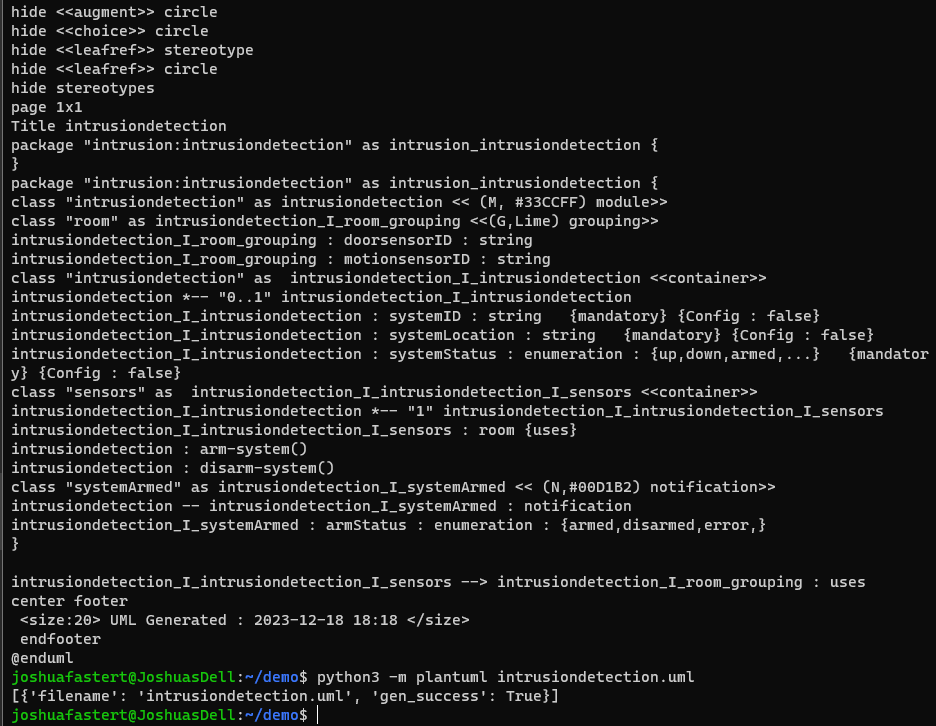 hide <<augment>> circle
hide <<choice>> circle
hide <<leafref>> stereotype
hide <<leafref>> circle
hide stereotypes
page 1x1
Title intrusiondetection
package "intrusion:intrusiondetection" as intrusion_intrusiondetection {
}
package "intrusion:intrusiondetection" as intrusion_intrusiondetection {
class "intrusiondetection" as intrusiondetection << (M, #33CCFF) module>>
class "room" as intrusiondetection_I_room_grouping <<(G,Lime) grouping>>
intrusiondetection_I_room_grouping : doorsensorID : string
intrusiondetection_I_room_grouping : motionsensorID : string
class "intrusiondetection" as  intrusiondetection_I_intrusiondetection <<container>>
intrusiondetection *-- "0..1" intrusiondetection_I_intrusiondetection
intrusiondetection_I_intrusiondetection : systemID : string   {mandatory} {Config : false}
intrusiondetection_I_intrusiondetection : systemLocation : string   {mandatory} {Config : false}
intrusiondetection_I_intrusiondetection : systemStatus : enumeration : {up,down,armed,...}   {mandator
y} {Config : false}
class "sensors" as  intrusiondetection_I_intrusiondetection_I_sensors <<container>>
intrusiondetection_I_intrusiondetection *-- "1" intrusiondetection_I_intrusiondetection_I_sensors
intrusiondetection_I_intrusiondetection_I_sensors : room {uses}
intrusiondetection : arm-system()
intrusiondetection : disarm-system()
class "systemArmed" as intrusiondetection_I_systemArmed << (N,#00D1B2) notification>>
intrusiondetection -- intrusiondetection_I_systemArmed : notification
intrusiondetection_I_systemArmed : armStatus : enumeration : {armed,disarmed,error,}
}
intrusiondetection_I_intrusiondetection_I_sensors --> intrusiondetection_I_room_grouping : uses
center footer
 <size:20> UML Generated : 2023-12-18 18:18 </size>
 endfooter
@enduml
joshuafastert@JoshuasDell:~/demo$ python3 -m plantuml intrusiondetection.uml
[{'filename': 'intrusiondetection.uml', 'gen_success': True}]
joshuafastert@JoshuasDell:~/demo$